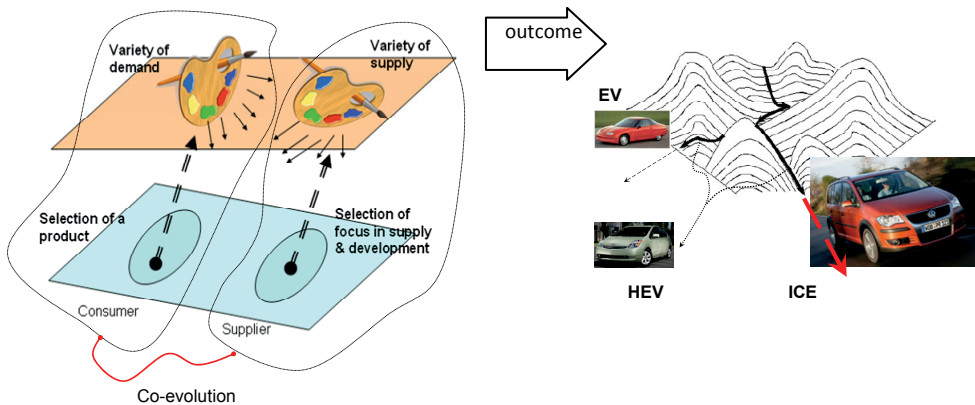 Variety of
demand
Variety of
supply
outcome
EV
Selection of a
product
Selection of
focus in supply
& development
Consumer
Supplier
HEV
ICE
Co-evolution